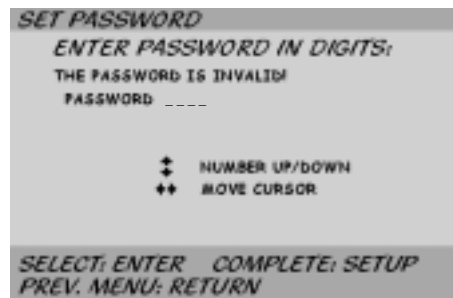 SET PASSWORD
ENTER PASSWORD IN DIGITS:
THE PASSWORD IS INVALID!
PASSWORD _ _ _ _
NUMBER UP/DOWN
MOVE CURSOR
SELECT: ENTER COMPLETE: SETUP
PREV. MENU: RETURN